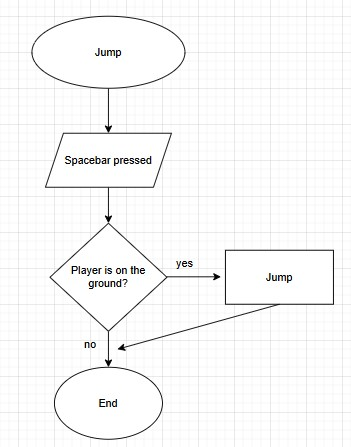 Jump
Spacebar pressed
Player is on the
ground?
yes
Jump
no
End